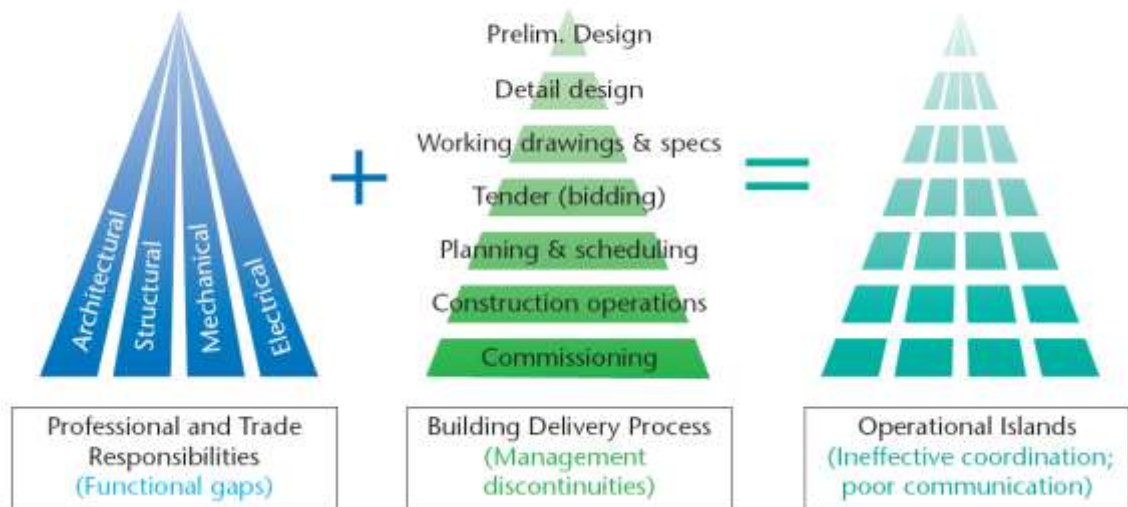 Architectural
Structural
Mechanical
Electrical
+
Prelim. Design
Detail design
Working drawings & specs
Tender (bidding)
Planning & scheduling
Construction operations
Commissioning
=
Professional and Trade
Responsibilities
(Functional gaps)
Building Delivery Process
(Management
discontinuities)
Operational Islands
(Ineffective coordination;
poor communication)